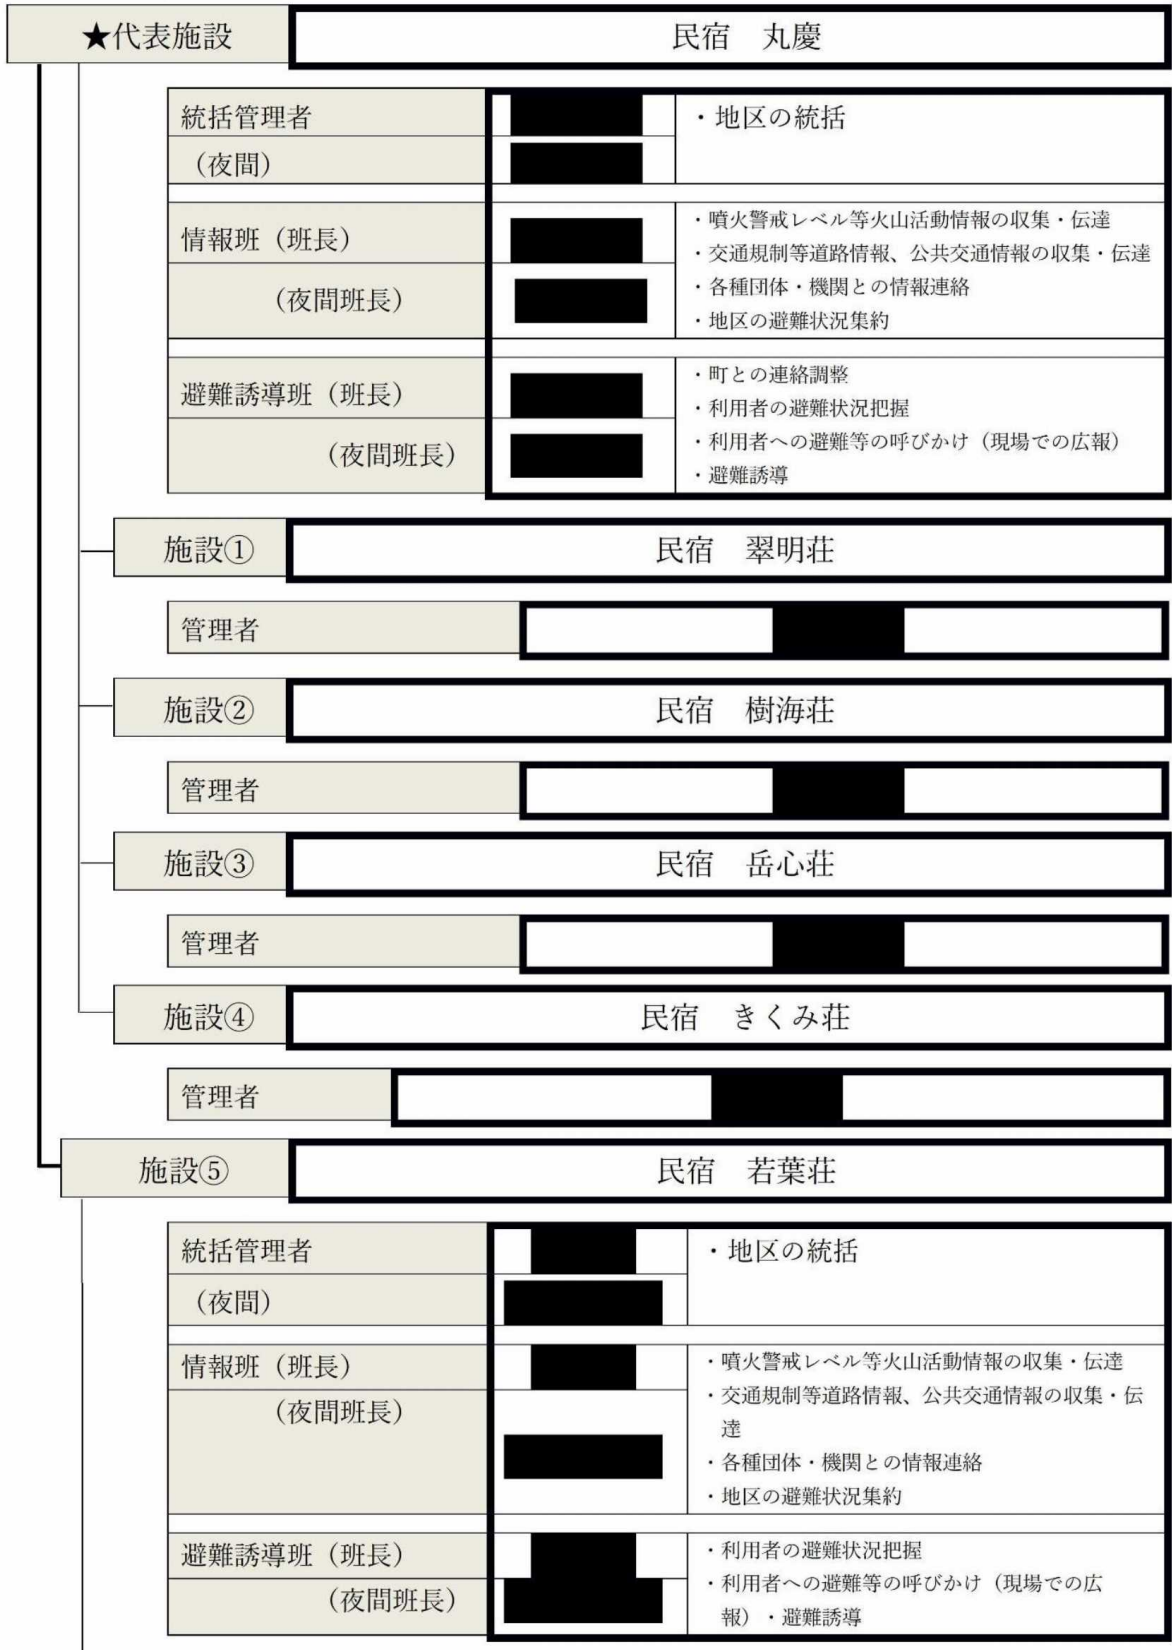 ★代表施設
民宿　丸慶
統括管理者
・地区の統括
（夜間）
情報班（班長）
（夜間班長）
・噴火警戒レベル等火山活動情報の収集・伝達
・交通規制等道路情報、公共交通情報の収集・伝達
・各種団体・機関との情報連絡
・地区の避難状況集約
避難誘導班（班長）
（夜間班長）
・町との連絡調整
・利用者の避難状況把握
・利用者への避難等の呼びかけ（現場での広報）
・避難誘導
施設①
民宿　翠明荘
管理者
施設②
民宿　樹海荘
管理者
施設③
民宿　岳心荘
管理者
施設④
民宿　きくみ荘
管理者
施設⑤
民宿　若葉荘
統括管理者
・地区の統括
（夜間）
情報班（班長）
（夜間班長）
・噴火警戒レベル等火山活動情報の収集・伝達
・交通規制等道路情報、公共交通情報の収集・伝
達
・各種団体・機関との情報連絡
・地区の避難状況集約
避難誘導班（班長）
（夜間班長）
・利用者の避難状況把握
・利用者への避難等の呼びかけ（現場での広
報）・避難誘導